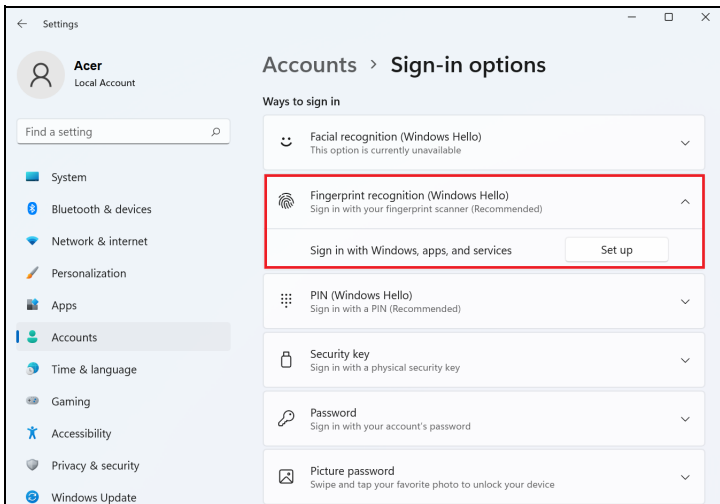 Settings
Acer
Local Account
Find a setting
System
Bluetooth & devices
Network & internet
Personalization
Apps
Accounts
Time & language
Gaming
Accessibility
Privacy & security
Windows Update
Accounts > Sign-in options
Ways to sign in
Facial recognition (Windows Hello)
This option is currently unavailable
Fingerprint recognition (Windows Hello)
Sign in with your fingerprint scanner (Recommended)
Sign in with Windows, apps, and services
Set up
PIN (Windows Hello)
Sign in with a PIN (Recommended)
Security key
Sign in with a physical security key
Password
Sign in with your account's password
Picture password
Swipe and tap your favorite photo to unlock your device